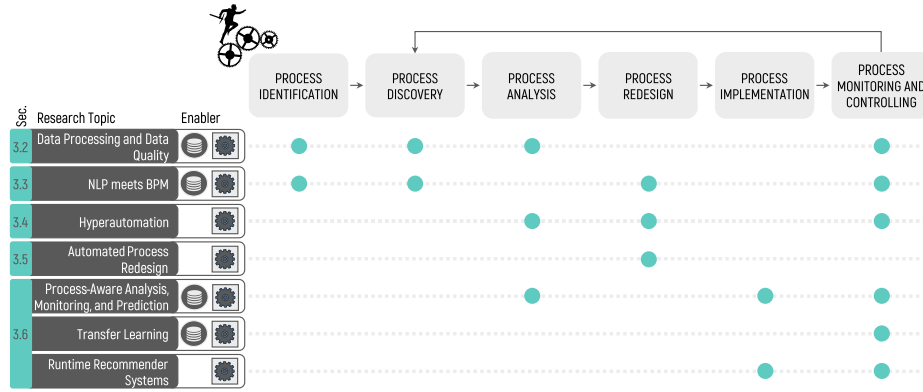 PROCESS
IDENTIFICATION
PROCESS
DISCOVERY
PROCESS
ANALYSIS
PROCESS
REDESIGN
PROCESS
IMPLEMENTATION
PROCESS
MONITORING AND
CONTROLLING
Sec.
Research Topic
Enabler
3.2
Data Processing and Data
Quality
3.3
NLP meets BPM
3.4
Hyperautomation
3.5
Automated Process
Redesign
3.6
Process-Aware Analysis,
Monitoring, and Prediction
Transfer Learning
Runtime Recommender
Systems